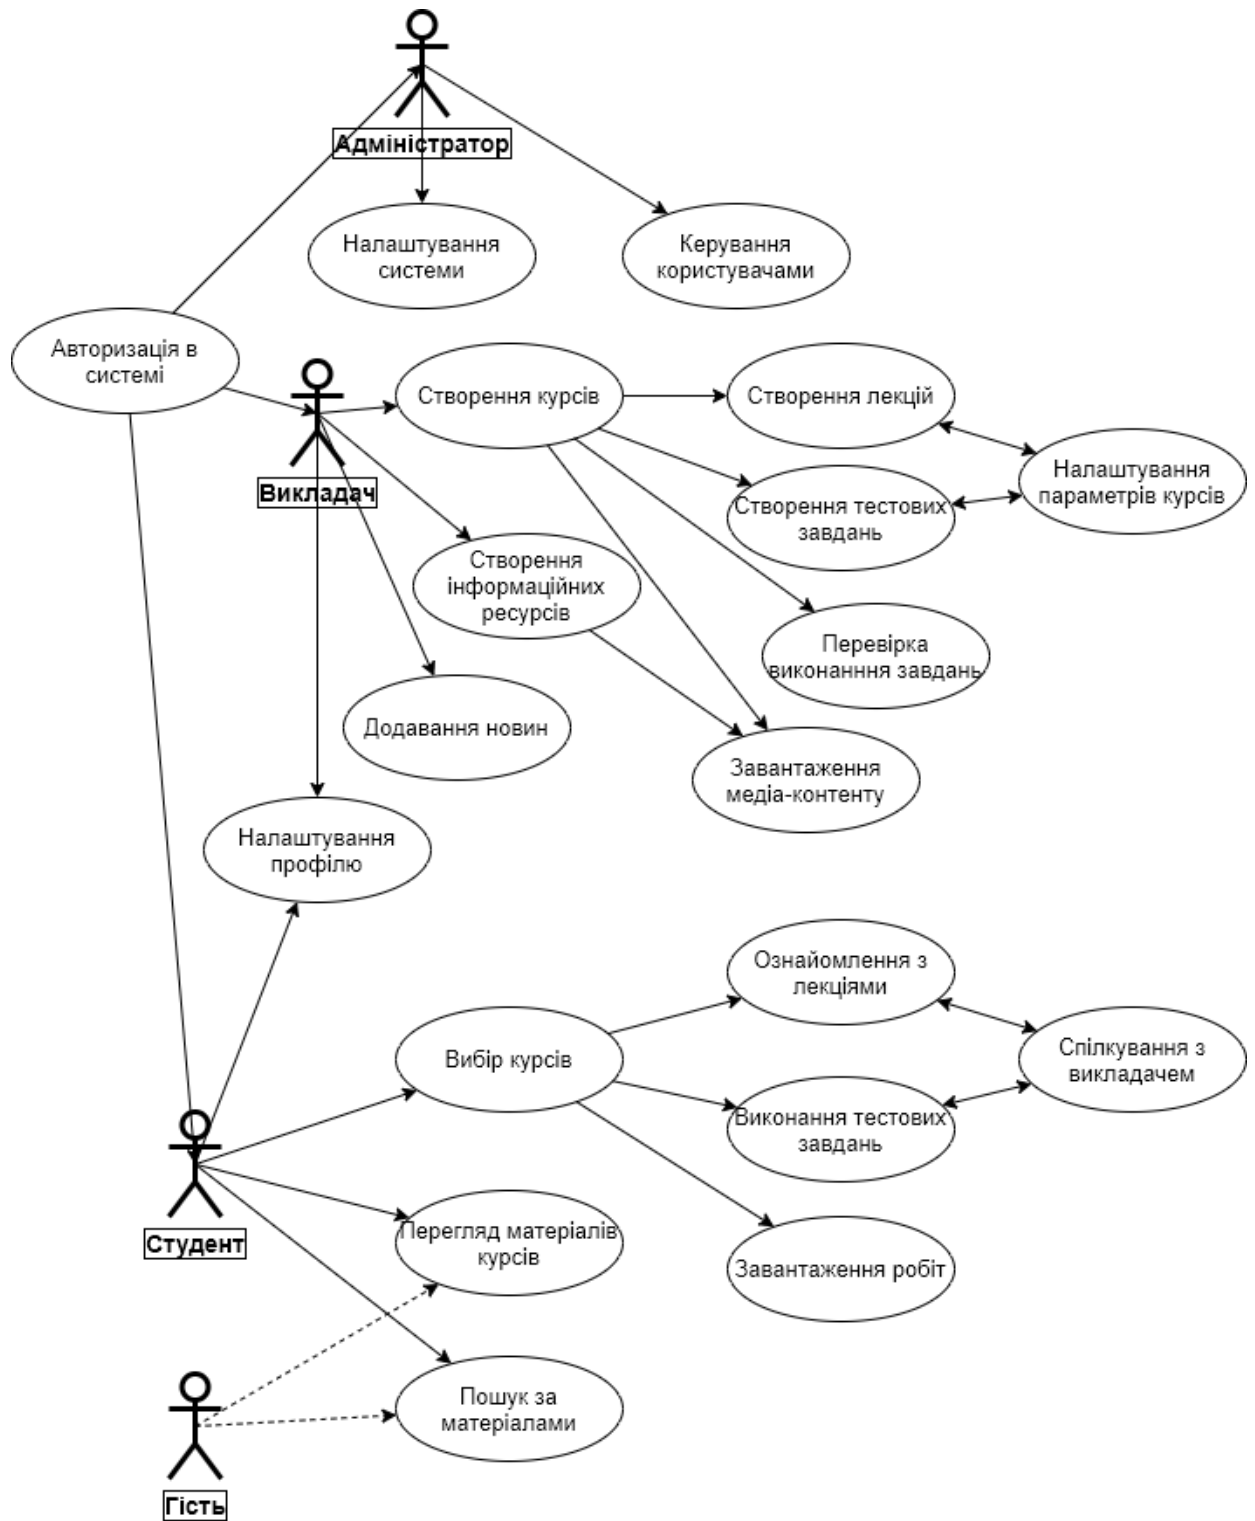 Адміністратор
Налаштування
системи
Керування
користувачами
Авторизація в
системі
Викладач
Створення курсів
Створення лекцій
Налаштування
параметрів курсів
Створення тестових
завдань
Створення
інформаційних
ресурсів
Перевірка
виконанння завдань
Додавання новин
Завантаження
медіа-контенту
Налаштування
профілю
Ознайомлення з
лекціями
Вибір курсів
Спілкування з
викладачем
Виконання тестових
завдань
Студент
Перегляд матеріалів
курсів
Завантаження робіт
Пошук за
матеріалами
Гість